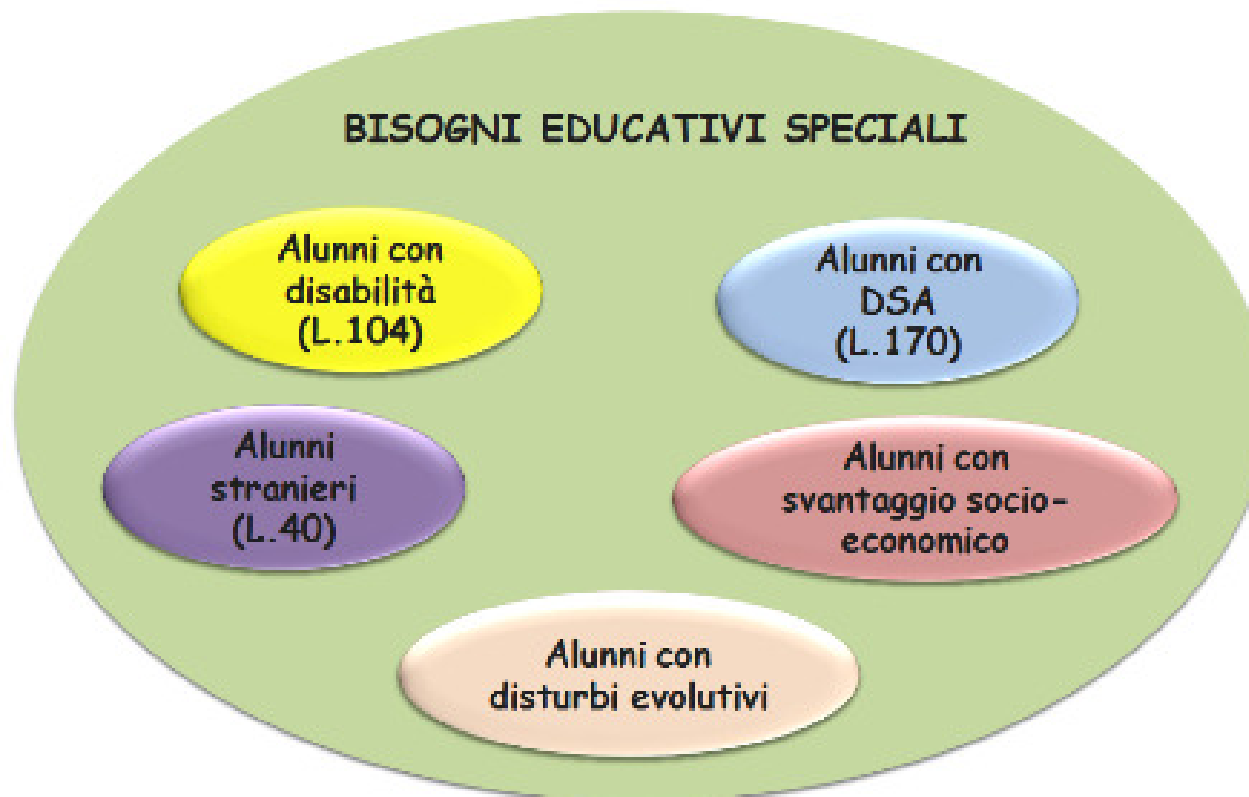 BISOGNI EDUCATIVI SPECIALI
Alunni con
disabilità
(L.104)
Alunni con
DSA
(L.170)
Alunni
stranieri
(L.40)
Alunni con
svantaggio socio-
economico
Alunni con
disturbi evolutivi